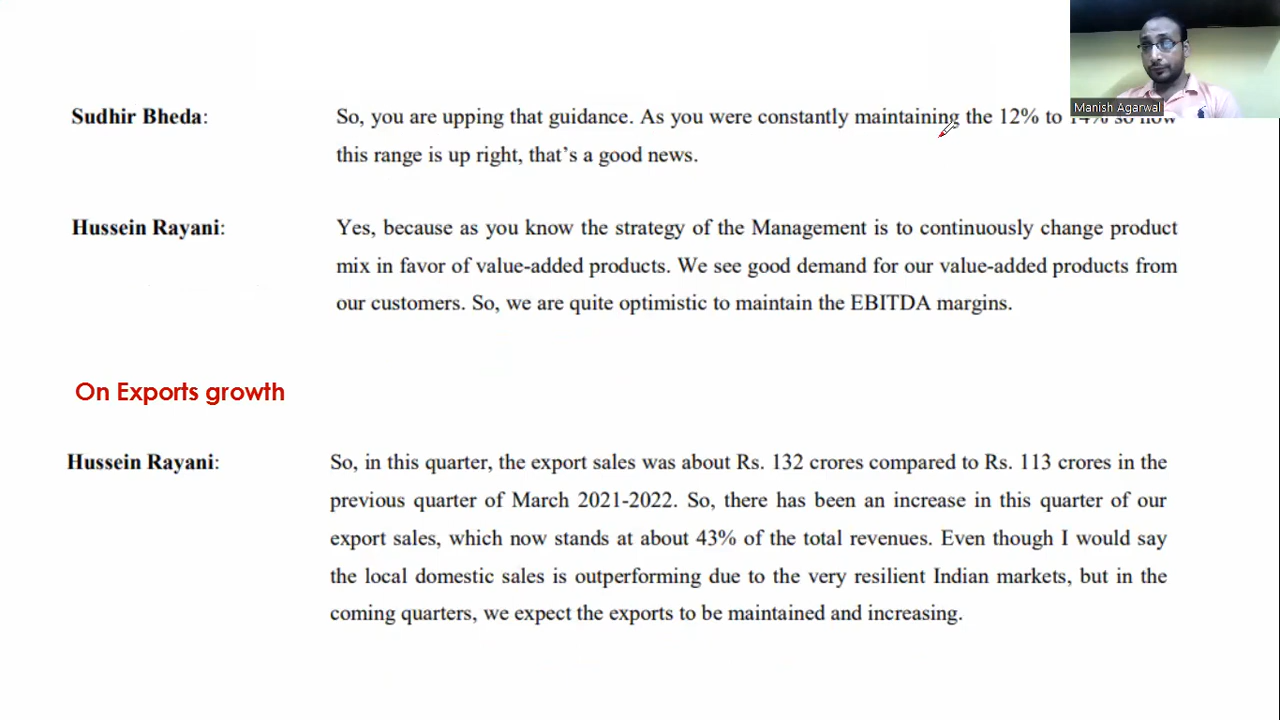 Manish Agarwal
Sudhir Bheda: So, you are upping that guidance. As you were constantly maintaining the 12% to 14% so now
this range is up right, that’s a good news.
Hussein Rayani: Yes, because as you know the strategy of the Management is to continuously change product
mix in favor of value-added products. We see good demand for our value-added products from
our customers. So, we are quite optimistic to maintain the EBITDA margins.
On Exports growth
Hussein Rayani: So, in this quarter, the export sales was about Rs. 132 crores compared to Rs. 113 crores in the
previous quarter of March 2021-2022. So, there has been an increase in this quarter of our
export sales, which now stands at about 43% of the total revenues. Even though I would say
the local domestic sales is outperforming due to the very resilient Indian markets, but in the
coming quarters, we expect the exports to be maintained and increasing.